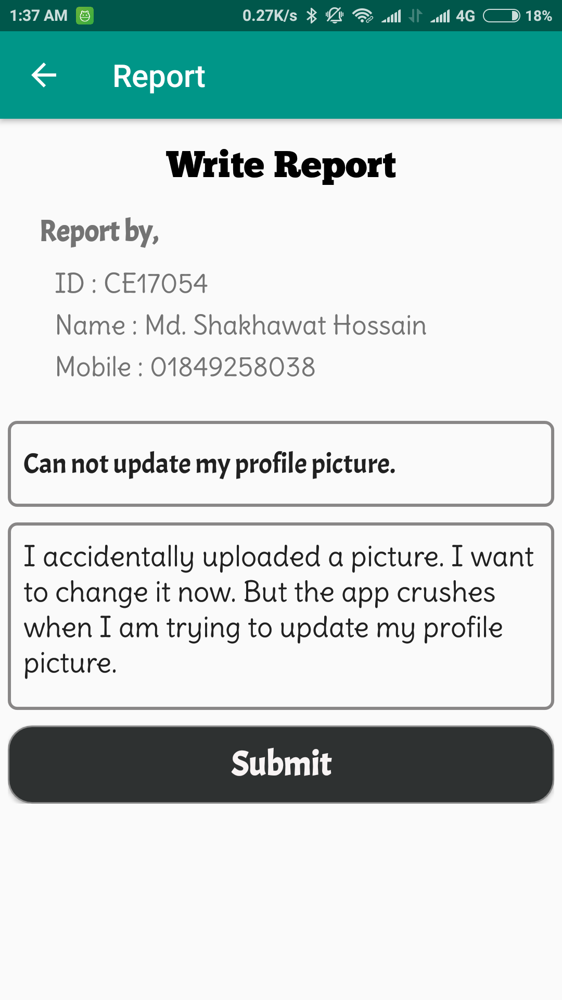 1:37 AM 0.27K/s 4G 18%
Report
Write Report
Report by,
ID : CE17054
Name : Md. Shakhawat Hossain
Mobile : 01849258038
Can not update my profile picture.
I accidentally uploaded a picture. I want
to change it now. But the app crushes
when I am trying to update my profile
picture.
Submit